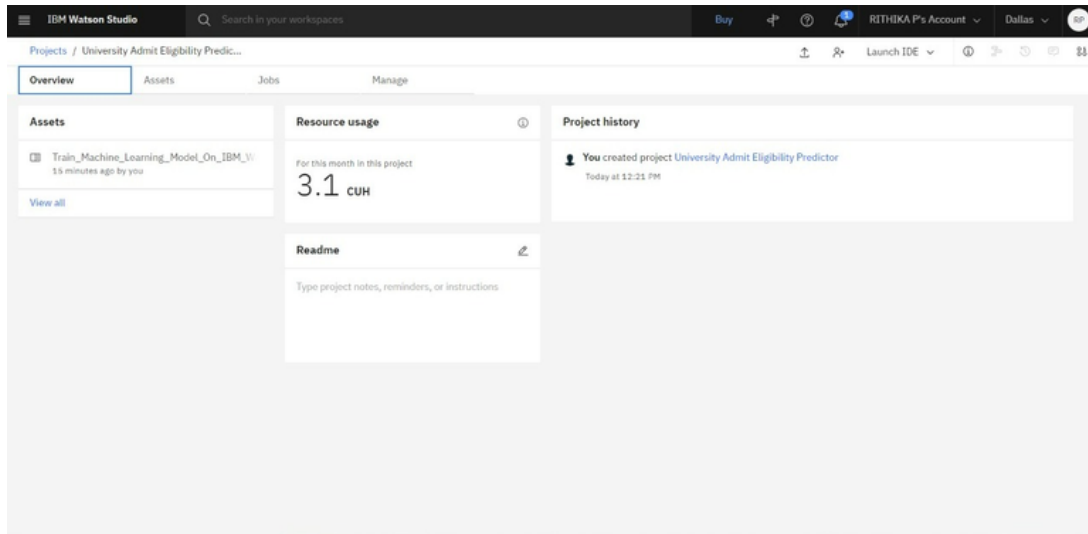 IBM Watson Studio
Search in your workspaces
Buy
1
RITHIKA P's Account
Dallas
RP
Projects / University Admit Eligibility Predic...
Launch IDE
Overview
Assets
Jobs
Manage
Assets
Train_Machine_Learning_Model_On_IBM_W
15 minutes ago by you
View all
Resource usage
For this month in this project
3.1 CUH
Readme
Type project notes, reminders, or instructions
Project history
You created project University Admit Eligibility Predictor
Today at 12:21 PM